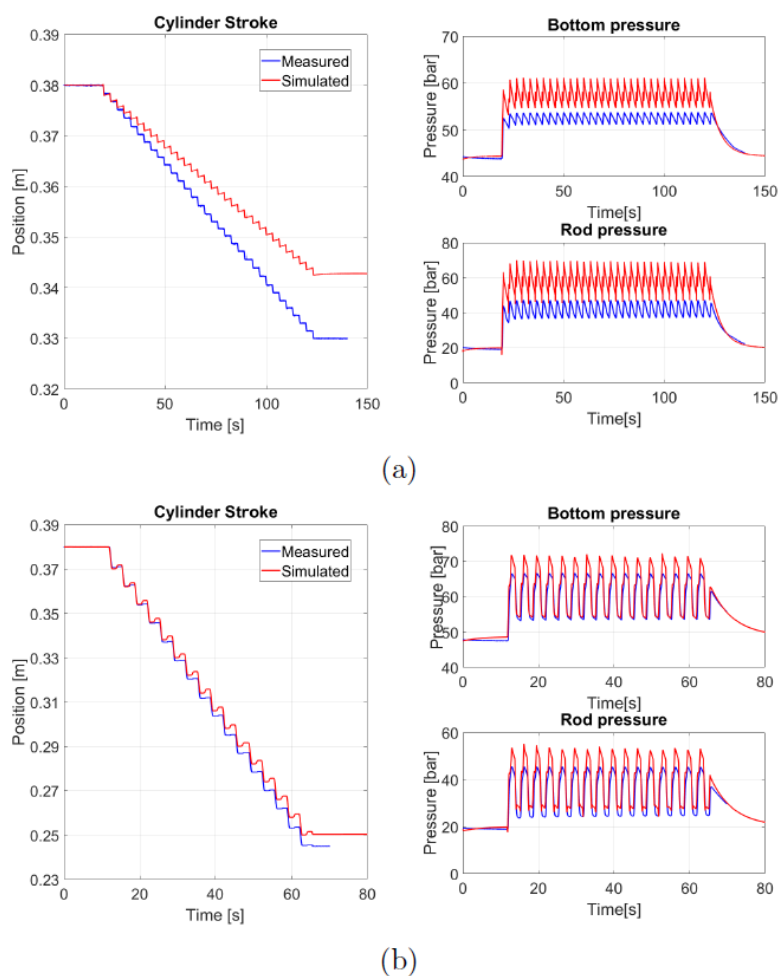 Cylinder Stroke
0.39
0.38
0.37
0.36
0.35
0.34
0.33
0.32
Position [m]
Measured
Simulated
0
50
100
150
Time [s]
Bottom pressure
70
60
50
40
Pressure [bar]
0
50
100
150
Time[s]
Rod pressure
80
60
40
20
0
Pressure [bar]
0
50
100
150
Time[s]
(a)
Cylinder Stroke
0.39
0.37
0.35
0.33
0.31
0.29
0.27
0.25
0.23
Position [m]
Measured
Simulated
0
20
40
60
80
Time [s]
Bottom pressure
80
70
60
50
40
Pressure [bar]
0
20
40
60
80
Time[s]
Rod pressure
60
40
20
0
Pressure [bar]
0
20
40
60
80
Time[s]
(b)